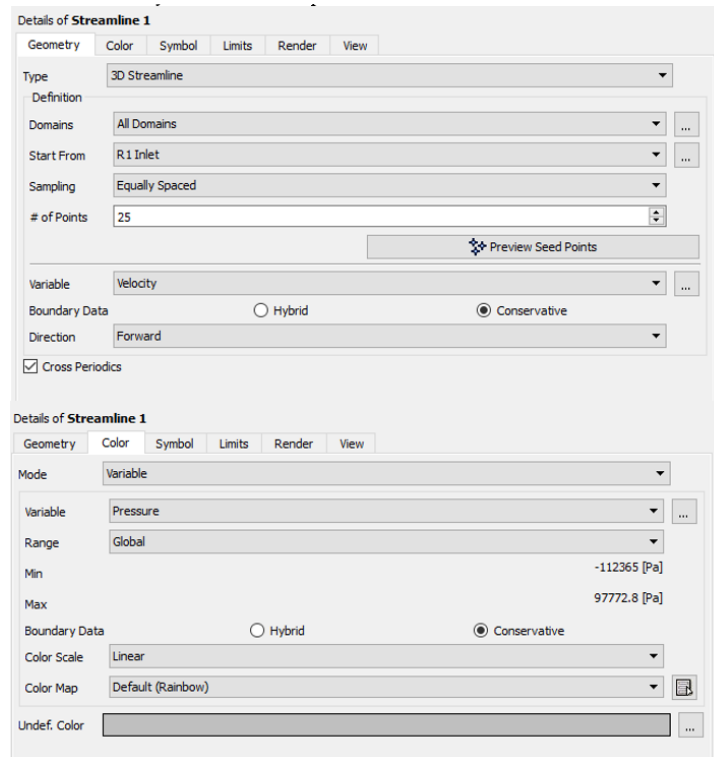 Details of Streamline 1
Geometry Color Symbol Limits Render View
Type 3D Streamline
Definition
Domains All Domains ...
Start From R1 Inlet ...
Sampling Equally Spaced
# of Points 25
Preview Seed Points
Variable Velocity ...
Boundary Data Hybrid Conservative
Direction Forward
Cross Periodics
Details of Streamline 1
Geometry Color Symbol Limits Render View
Mode Variable
Variable Pressure ...
Range Global
Min -112365 [Pa]
Max 97772.8 [Pa]
Boundary Data Hybrid Conservative
Color Scale Linear
Color Map Default (Rainbow)
Undef. Color ...